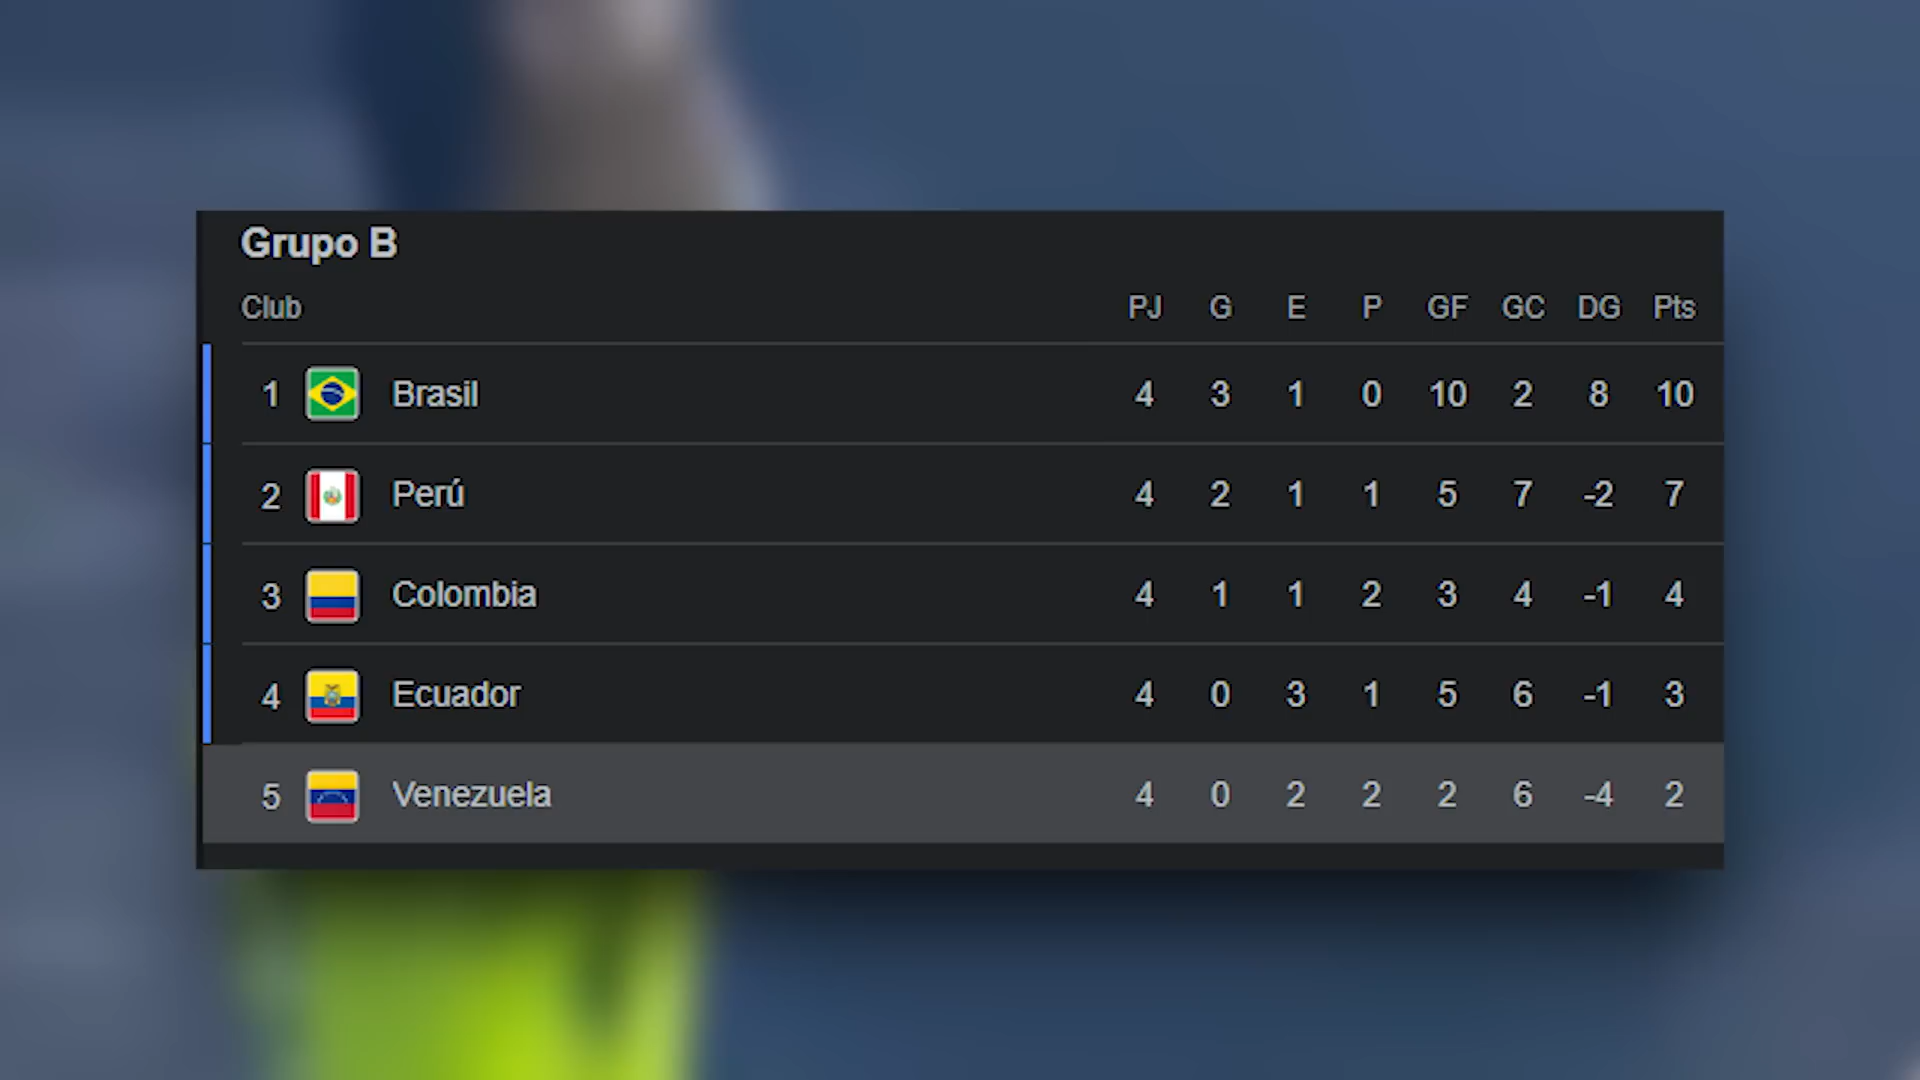 Grupo B
Club PJ G E P GF GC DG Pts
1 Brasil 4 3 1 0 10 2 8 10
2 Perú 4 2 1 1 5 7 -2 7
3 Colombia 4 1 1 2 3 4 -1 4
4 Ecuador 4 0 3 1 5 6 -1 3
5 Venezuela 4 0 2 2 2 6 -4 2